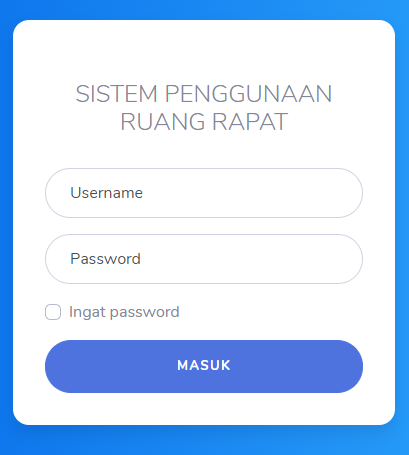 SISTEM PENGGUNAAN
RUANG RAPAT
Username
Password
Ingat password
MASUK